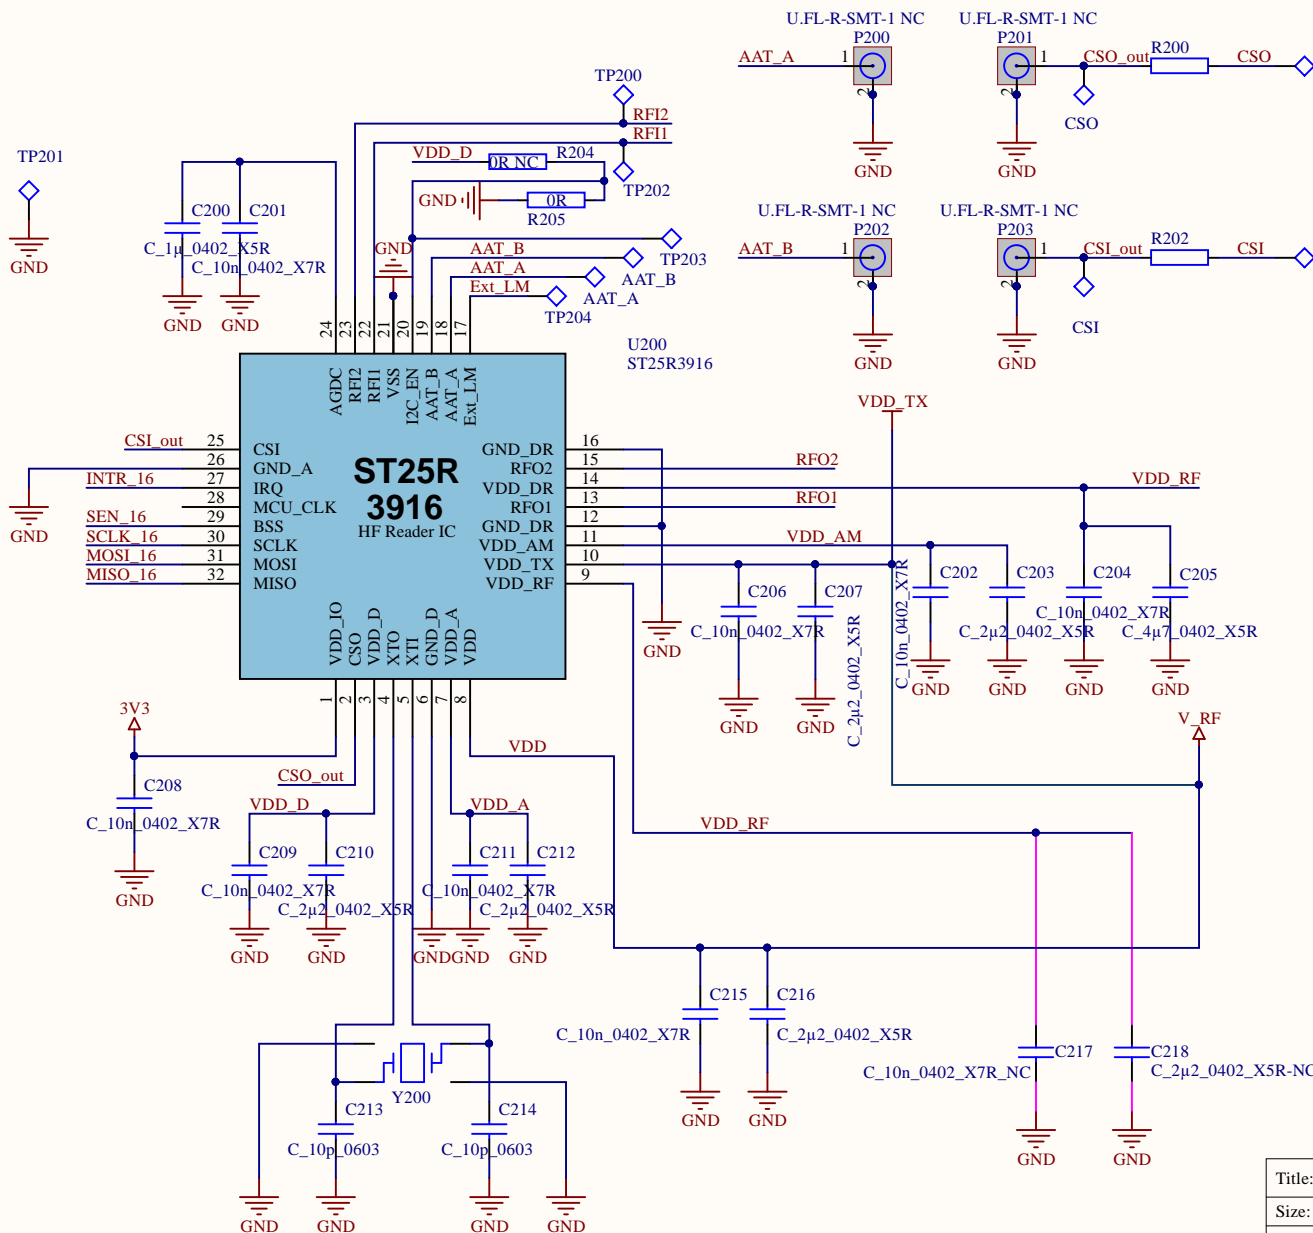 U.FL-R-SMT-1 NC
P200
AAT_A
1
2
GND
U.FL-R-SMT-1 NC
P201
1
2
CSO_out
R200
CSO
CSO
GND
TP200
RFI2
RFI1
VDD_D
0R NC
R204
TP202
GND
0R
R205
TP201
GND
C200
C_1µ_0402_X5R
C201
C_10n_0402_X7R
GND
GND
GND
AAT_B
TP203
AAT_A
AAT_B
Ext_LM
AAT_A
TP204
U.FL-R-SMT-1 NC
P202
AAT_B
1
2
GND
U.FL-R-SMT-1 NC
P203
1
2
CSI_out
R202
CSI
CSI
GND
24
23
22
21
20
19
18
17
U200
ST25R3916
AGDC
RFI2
RFI1
VSS
I2C_EN
AAT_B
AAT_A
Ext_LM
CSI_out
25
CSI
26
GND_A
INTR_16
27
IRQ
28
MCU_CLK
SEN_16
29
BSS
SCLK_16
30
SCLK
MOSI_16
31
MOSI
MISO_16
32
MISO
GND
ST25R
3916
HF Reader IC
GND_DR
16
RFO2
15
RFO2
VDD_DR
14
VDD_RF
RFO1
13
RFO1
GND_DR
12
VDD_AM
11
VDD_AM
VDD_TX
10
VDD_RF
9
VDD_TX
VDD_IO
CSO
VDD_D
XTO
XTI
GND_D
VDD_A
VDD
1
2
3
4
5
6
7
8
GND
C206
C_10n_0402_X7R
GND
C207
C_2µ2_0402_X5R
GND
C202
C_10n_0402_X7R
GND
C203
C_2µ2_0402_X5R
GND
C204
C_10n_0402_X7R
GND
C205
C_4µ7_0402_X5R
GND
V_RF
3V3
VDD
C208
C_10n_0402_X7R
GND
CSO_out
VDD_D
VDD_A
VDD_RF
C209
C_10n_0402_X7R
GND
C210
C_2µ2_0402_X5R
GND
C211
C_10n_0402_X7R
GND
GND
C212
C_2µ2_0402_X5R
GND
C215
C_10n_0402_X7R
GND
C216
C_2µ2_0402_X5R
GND
C217
C_10n_0402_X7R_NC
GND
C218
C_2µ2_0402_X5R-NC
GND
Y200
C213
C_10p_0603
C214
C_10p_0603
GND
GND
GND
GND
Title:
Size: